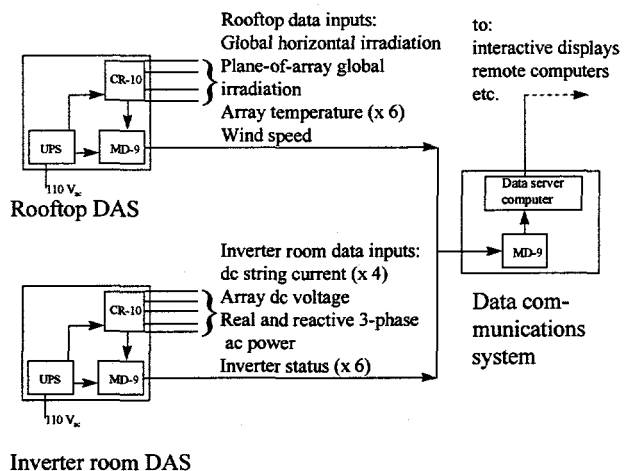 Rooftop data inputs:
Global horizontal irradiation
Plane-of-array global
irradiation
Array temperature (x 6)
Wind speed
CR-10
UPS
MD-9
110 Vac
Rooftop DAS
to:
interactive displays
remote computers
etc.
Data server
computer
MD-9
Data com-
munications
system
Inverter room data inputs:
dc string current (x 4)
Array dc voltage
Real and reactive 3-phase
ac power
Inverter status (x 6)
CR-10
UPS
MD-9
110 Vac
Inverter room DAS